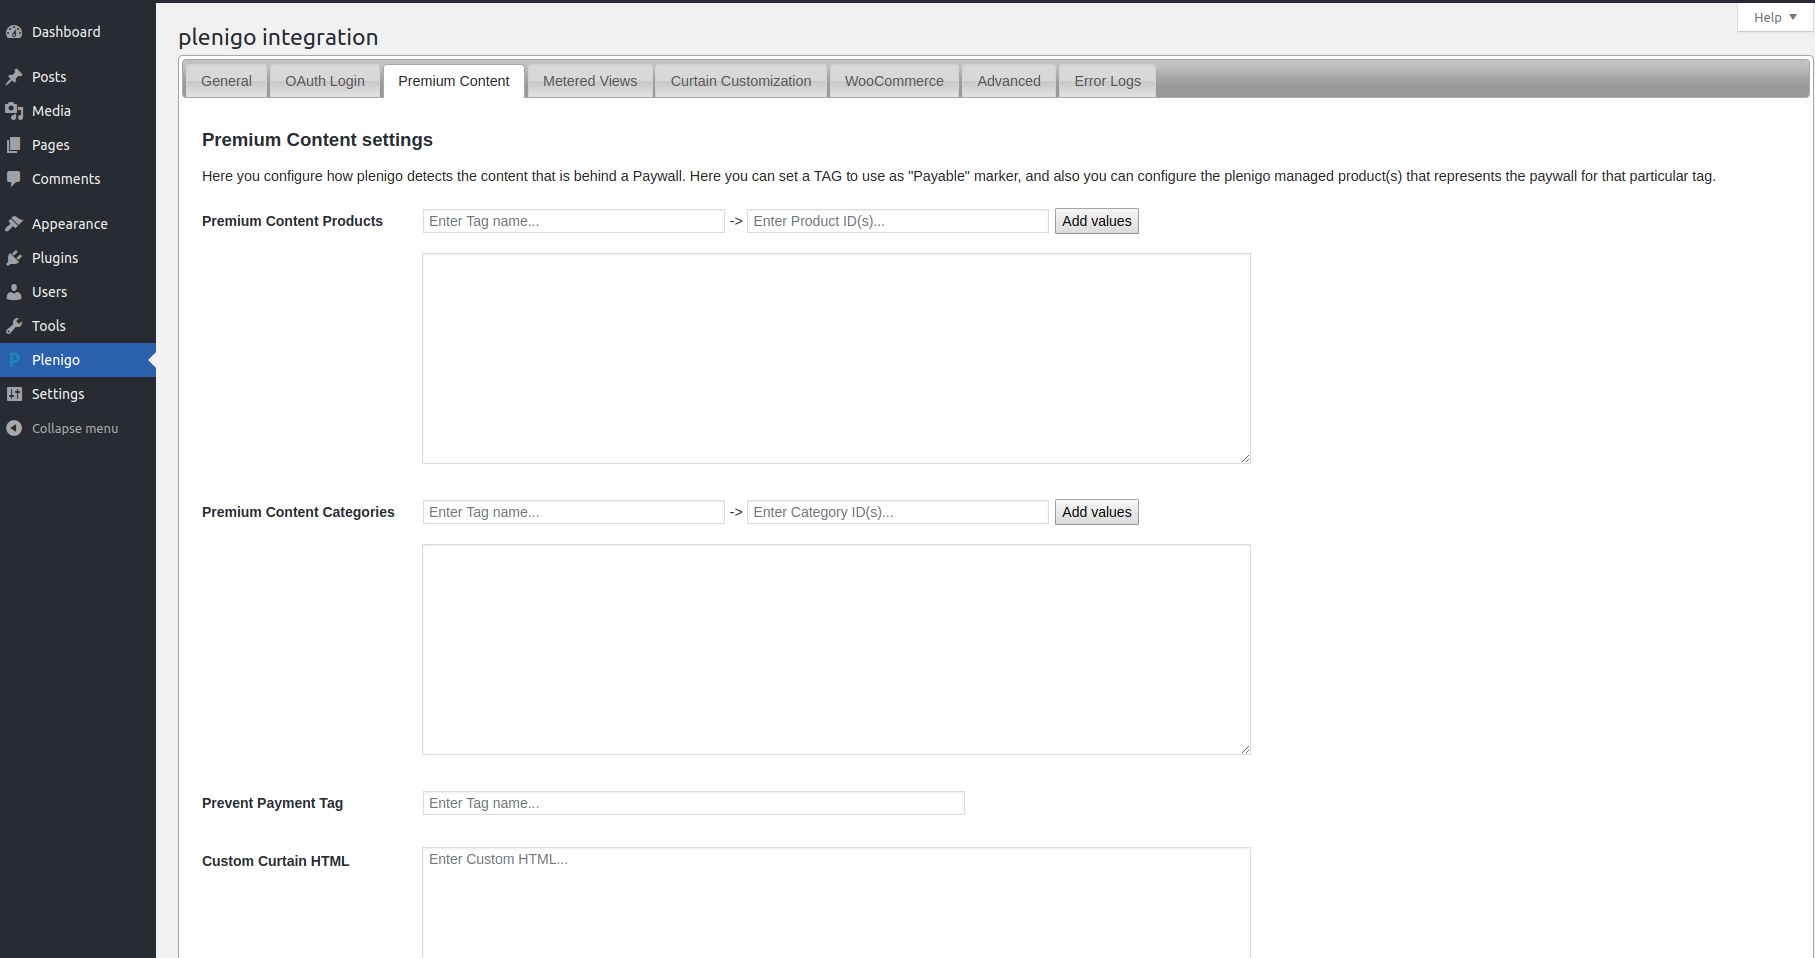 Help
Dashboard
Posts
Media
Pages
Comments
Appearance
Plugins
Users
Tools
Plenigo
Settings
Collapse menu
plenigo integration
General OAuth Login Premium Content Metered Views Curtain Customization WooCommerce Advanced Error Logs
Premium Content settings
Here you configure how plenigo detects the content that is behind a Paywall. Here you can set a TAG to use as "Payable" marker, and also you can configure the plenigo managed product(s) that represents the paywall for that particular tag.
Premium Content Products Enter Tag name... -> Enter Product ID(s)... Add values
Premium Content Categories Enter Tag name... -> Enter Category ID(s)... Add values
Prevent Payment Tag Enter Tag name...
Custom Curtain HTML Enter Custom HTML...